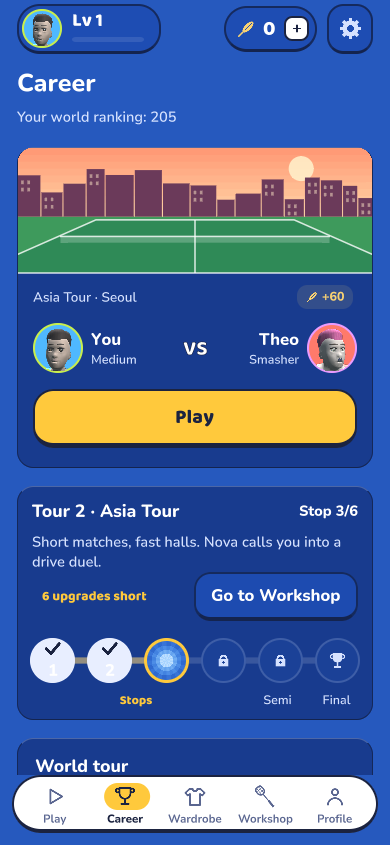 Lv 1
0
+
Career
Your world ranking: 205
Asia Tour · Seoul
+60
You
Medium
VS
Theo
Smasher
Play
Tour 2 · Asia Tour
Stop 3/6
Short matches, fast halls. Nova calls you into a
drive duel.
6 upgrades short
Go to Workshop
1
2
Stops
Semi
Final
World tour
Play
Career
Wardrobe
Workshop
Profile